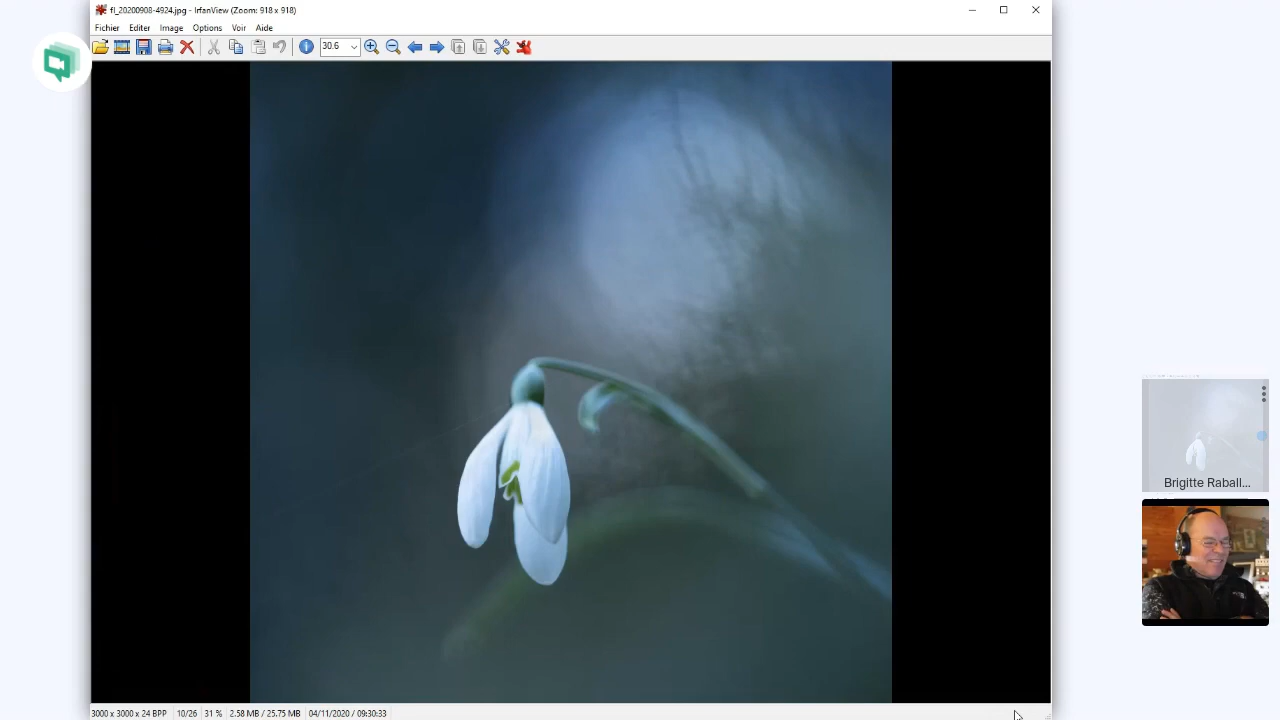 fl_20200908-4924.jpg - IrfanView (Zoom: 918 x 918)
Fichier Editer Image Options Voir Aide
30.6
Brigitte Raball...
3000 x 3000 x 24 BPP 10/26 31 % 2.58 MB / 25.75 MB 04/11/2020 / 09:30:33